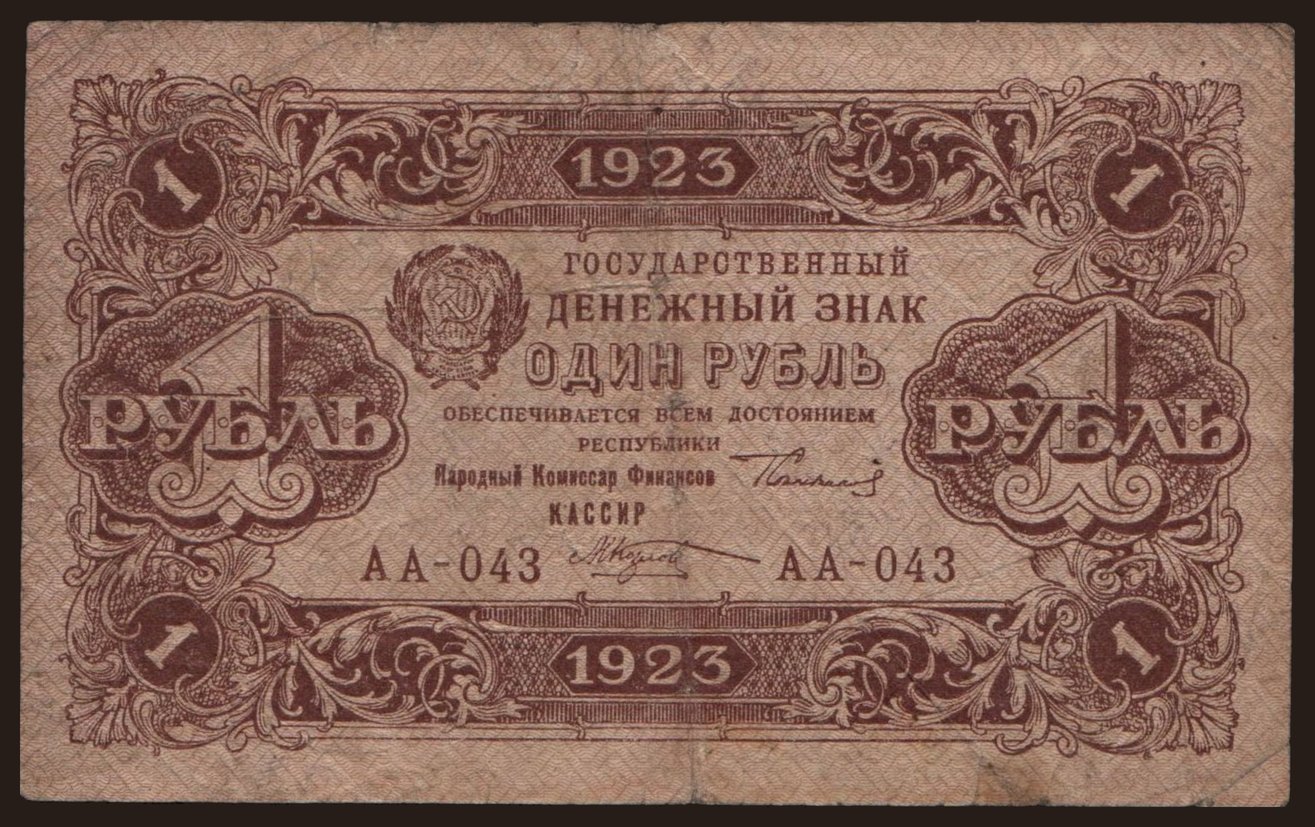 1 1923 1
ГОСУДАРСТВЕННЫЙ
ДЕНЕЖНЫЙ ЗНАК
ОДИН РУБЛЬ
1 РУБЛЬ
1 РУБЛЬ
ОБЕСПЕЧИВАЕТСЯ ВСЕМ ДОСТОЯНИЕМ
РЕСПУБЛИКИ
Народный Комиссар Финансов
КАССИР
АА-043 АА-043
1 1923 1